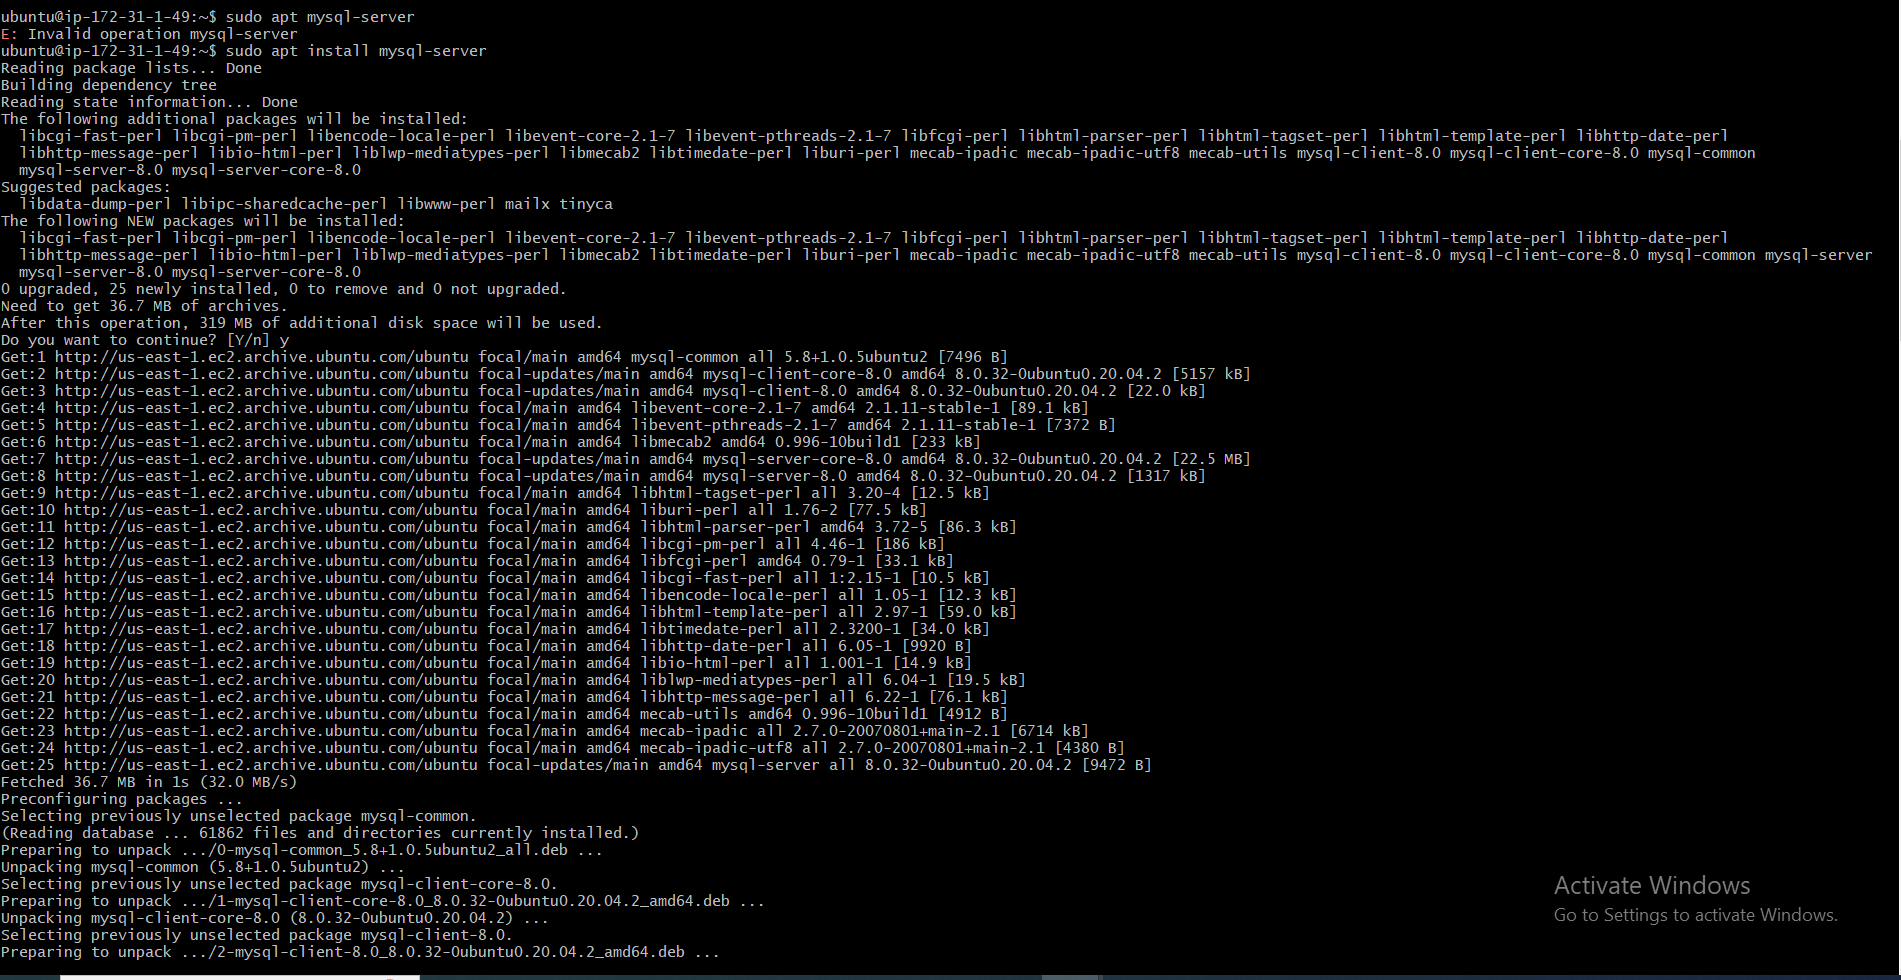 ubuntu@ip-172-31-1-49:~$ sudo apt mysql-server
E: Invalid operation mysql-server
ubuntu@ip-172-31-1-49:~$ sudo apt install mysql-server
Reading package lists... Done
Building dependency tree
Reading state information... Done
The following additional packages will be installed:
  libcgi-fast-perl libcgi-pm-perl libencode-locale-perl libevent-core-2.1-7 libevent-pthreads-2.1-7 libfcgi-perl libhtml-parser-perl libhtml-tagset-perl libhtml-template-perl libhttp-date-perl
  libhttp-message-perl libio-html-perl liblwp-mediatypes-perl libmecab2 libtimedate-perl liburi-perl mecab-ipadic mecab-ipadic-utf8 mecab-utils mysql-client-8.0 mysql-client-core-8.0 mysql-common
  mysql-server-8.0 mysql-server-core-8.0
Suggested packages:
  libdata-dump-perl libipc-sharedcache-perl libwww-perl mailx tinyca
The following NEW packages will be installed:
  libcgi-fast-perl libcgi-pm-perl libencode-locale-perl libevent-core-2.1-7 libevent-pthreads-2.1-7 libfcgi-perl libhtml-parser-perl libhtml-tagset-perl libhtml-template-perl libhttp-date-perl
  libhttp-message-perl libio-html-perl liblwp-mediatypes-perl libmecab2 libtimedate-perl liburi-perl mecab-ipadic mecab-ipadic-utf8 mecab-utils mysql-client-8.0 mysql-client-core-8.0 mysql-common mysql-server
  mysql-server-8.0 mysql-server-core-8.0
0 upgraded, 25 newly installed, 0 to remove and 0 not upgraded.
Need to get 36.7 MB of archives.
After this operation, 319 MB of additional disk space will be used.
Do you want to continue? [Y/n] y
Get:1 http://us-east-1.ec2.archive.ubuntu.com/ubuntu focal/main amd64 mysql-common all 5.8+1.0.5ubuntu2 [7496 B]
Get:2 http://us-east-1.ec2.archive.ubuntu.com/ubuntu focal-updates/main amd64 mysql-client-core-8.0 amd64 8.0.32-0ubuntu0.20.04.2 [5157 kB]
Get:3 http://us-east-1.ec2.archive.ubuntu.com/ubuntu focal-updates/main amd64 mysql-client-8.0 amd64 8.0.32-0ubuntu0.20.04.2 [22.0 kB]
Get:4 http://us-east-1.ec2.archive.ubuntu.com/ubuntu focal/main amd64 libevent-core-2.1-7 amd64 2.1.11-stable-1 [89.1 kB]
Get:5 http://us-east-1.ec2.archive.ubuntu.com/ubuntu focal/main amd64 libevent-pthreads-2.1-7 amd64 2.1.11-stable-1 [7372 B]
Get:6 http://us-east-1.ec2.archive.ubuntu.com/ubuntu focal/main amd64 libmecab2 amd64 0.996-10build1 [233 kB]
Get:7 http://us-east-1.ec2.archive.ubuntu.com/ubuntu focal-updates/main amd64 mysql-server-core-8.0 amd64 8.0.32-0ubuntu0.20.04.2 [22.5 MB]
Get:8 http://us-east-1.ec2.archive.ubuntu.com/ubuntu focal-updates/main amd64 mysql-server-8.0 amd64 8.0.32-0ubuntu0.20.04.2 [1317 kB]
Get:9 http://us-east-1.ec2.archive.ubuntu.com/ubuntu focal/main amd64 libhtml-tagset-perl all 3.20-4 [12.5 kB]
Get:10 http://us-east-1.ec2.archive.ubuntu.com/ubuntu focal/main amd64 liburi-perl all 1.76-2 [77.5 kB]
Get:11 http://us-east-1.ec2.archive.ubuntu.com/ubuntu focal/main amd64 libhtml-parser-perl amd64 3.72-5 [86.3 kB]
Get:12 http://us-east-1.ec2.archive.ubuntu.com/ubuntu focal/main amd64 libcgi-pm-perl all 4.46-1 [186 kB]
Get:13 http://us-east-1.ec2.archive.ubuntu.com/ubuntu focal/main amd64 libfcgi-perl amd64 0.79-1 [33.1 kB]
Get:14 http://us-east-1.ec2.archive.ubuntu.com/ubuntu focal/main amd64 libcgi-fast-perl all 1:2.15-1 [10.5 kB]
Get:15 http://us-east-1.ec2.archive.ubuntu.com/ubuntu focal/main amd64 libencode-locale-perl all 1.05-1 [12.3 kB]
Get:16 http://us-east-1.ec2.archive.ubuntu.com/ubuntu focal/main amd64 libhtml-template-perl all 2.97-1 [59.0 kB]
Get:17 http://us-east-1.ec2.archive.ubuntu.com/ubuntu focal/main amd64 libtimedate-perl all 2.3200-1 [34.0 kB]
Get:18 http://us-east-1.ec2.archive.ubuntu.com/ubuntu focal/main amd64 libhttp-date-perl all 6.05-1 [9920 B]
Get:19 http://us-east-1.ec2.archive.ubuntu.com/ubuntu focal/main amd64 libio-html-perl all 1.001-1 [14.9 kB]
Get:20 http://us-east-1.ec2.archive.ubuntu.com/ubuntu focal/main amd64 liblwp-mediatypes-perl all 6.04-1 [19.5 kB]
Get:21 http://us-east-1.ec2.archive.ubuntu.com/ubuntu focal/main amd64 libhttp-message-perl all 6.22-1 [76.1 kB]
Get:22 http://us-east-1.ec2.archive.ubuntu.com/ubuntu focal/main amd64 mecab-utils amd64 0.996-10build1 [4912 B]
Get:23 http://us-east-1.ec2.archive.ubuntu.com/ubuntu focal/main amd64 mecab-ipadic all 2.7.0-20070801+main-2.1 [6714 kB]
Get:24 http://us-east-1.ec2.archive.ubuntu.com/ubuntu focal/main amd64 mecab-ipadic-utf8 all 2.7.0-20070801+main-2.1 [4380 B]
Get:25 http://us-east-1.ec2.archive.ubuntu.com/ubuntu focal-updates/main amd64 mysql-server all 8.0.32-0ubuntu0.20.04.2 [9472 B]
Fetched 36.7 MB in 1s (32.0 MB/s)
Preconfiguring packages ...
Selecting previously unselected package mysql-common.
(Reading database ... 61862 files and directories currently installed.)
Preparing to unpack .../0-mysql-common_5.8+1.0.5ubuntu2_all.deb ...
Unpacking mysql-common (5.8+1.0.5ubuntu2) ...
Selecting previously unselected package mysql-client-core-8.0.
Preparing to unpack .../1-mysql-client-core-8.0_8.0.32-0ubuntu0.20.04.2_amd64.deb ...
Unpacking mysql-client-core-8.0 (8.0.32-0ubuntu0.20.04.2) ...
Selecting previously unselected package mysql-client-8.0.
Preparing to unpack .../2-mysql-client-8.0_8.0.32-0ubuntu0.20.04.2_amd64.deb ...
Activate Windows
Go to Settings to activate Windows.